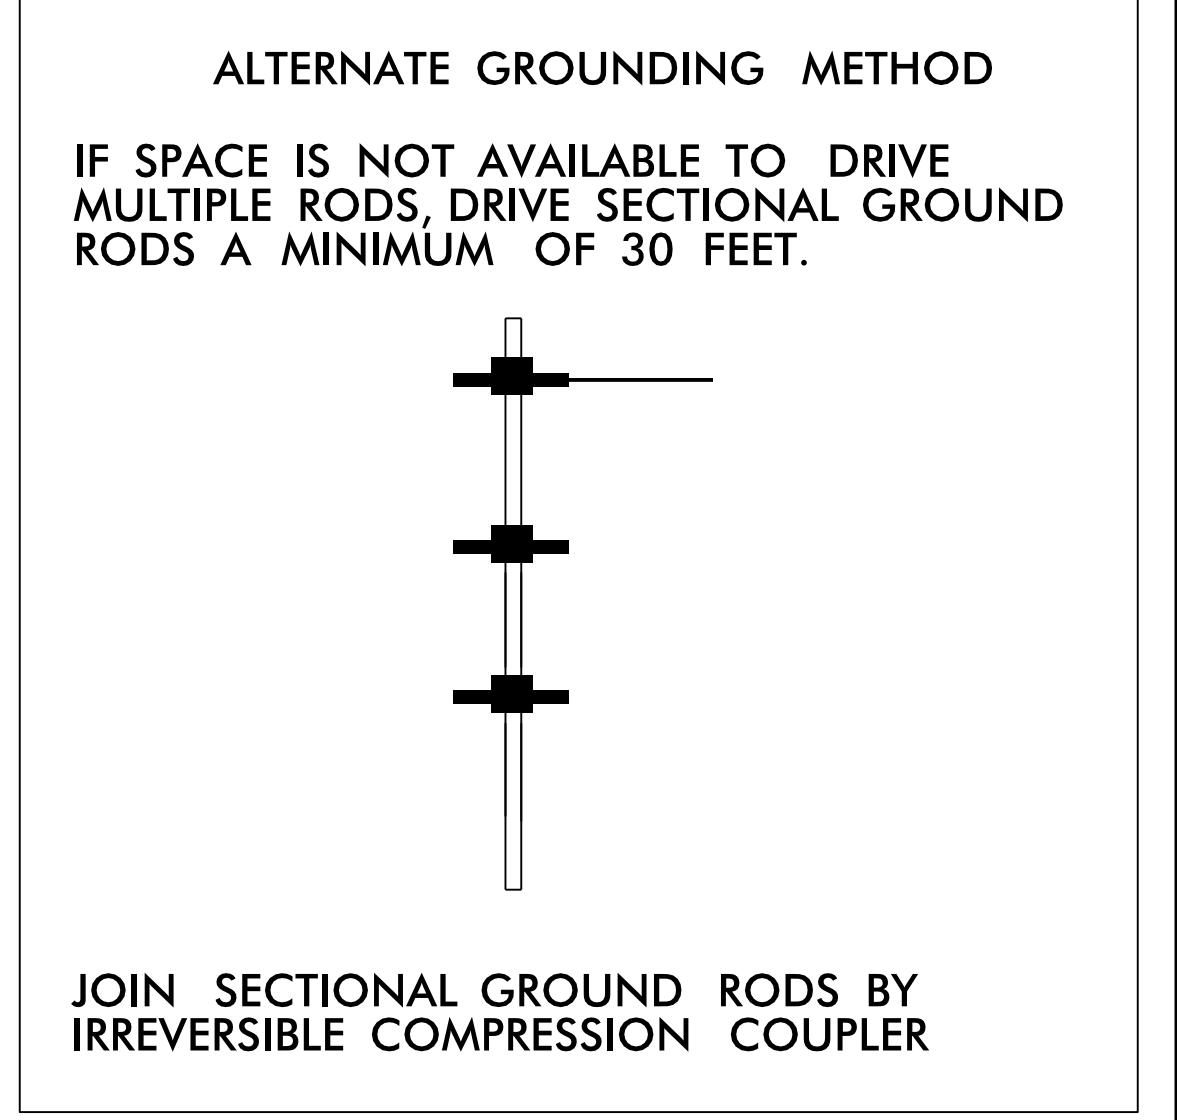 ALTERNATE GROUNDING METHOD
IF SPACE IS NOT AVAILABLE TO DRIVE
MULTIPLE RODS, DRIVE SECTIONAL GROUND
RODS A MINIMUM OF 30 FEET.
JOIN SECTIONAL GROUND RODS BY
IRREVERSIBLE COMPRESSION COUPLER